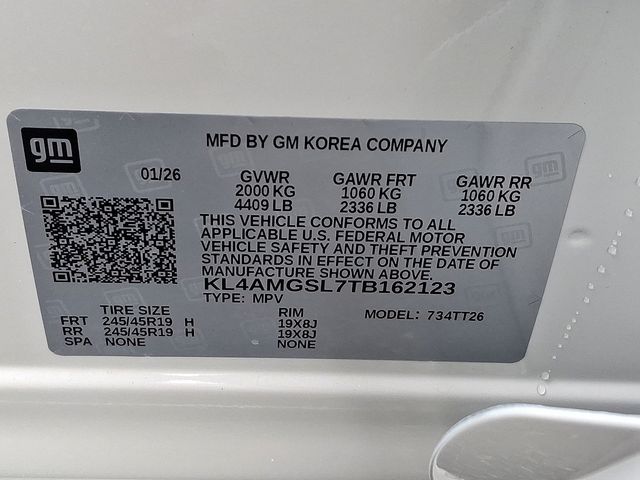 gm
MFD BY GM KOREA COMPANY
01/26 GVWR GAWR FRT GAWR RR
2000 KG 1060 KG 1060 KG
4409 LB 2336 LB 2336 LB
THIS VEHICLE CONFORMS TO ALL
APPLICABLE U.S. FEDERAL MOTOR
VEHICLE SAFETY AND THEFT PREVENTION
STANDARDS IN EFFECT ON THE DATE OF
MANUFACTURE SHOWN ABOVE.
KL4AMGSL7TB162123
TYPE: MPV
TIRE SIZE RIM MODEL: 734TT26
FRT 245/45R19 H 19X8J
RR 245/45R19 H 19X8J
SPA NONE NONE